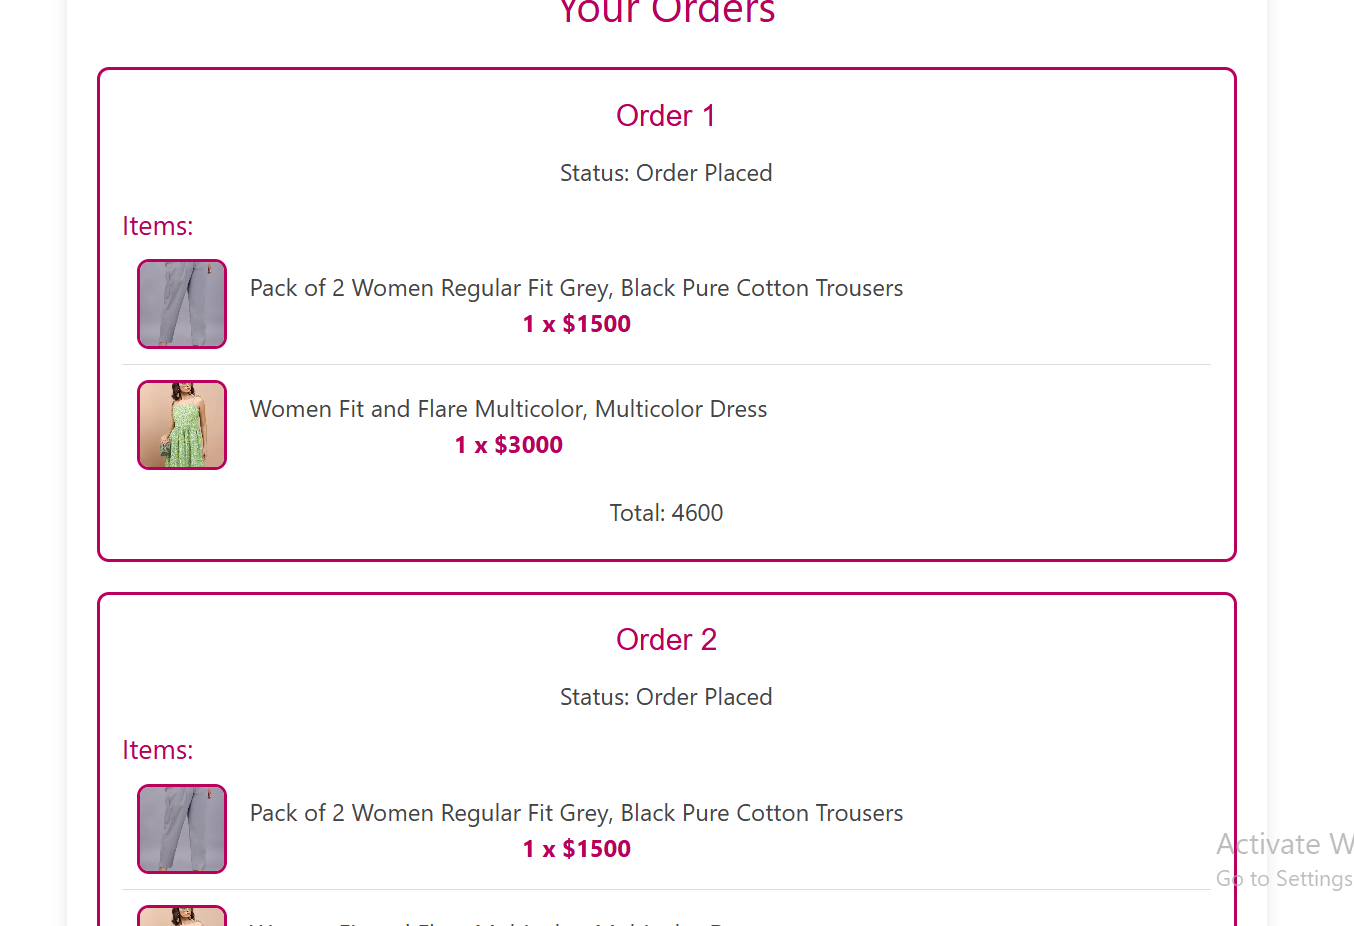 Your Orders
Order 1
Status: Order Placed
Items:
Pack of 2 Women Regular Fit Grey, Black Pure Cotton Trousers
1 x $1500
Women Fit and Flare Multicolor, Multicolor Dress
1 x $3000
Total: 4600
Order 2
Status: Order Placed
Items:
Pack of 2 Women Regular Fit Grey, Black Pure Cotton Trousers
1 x $1500
Activate W
Go to Settings